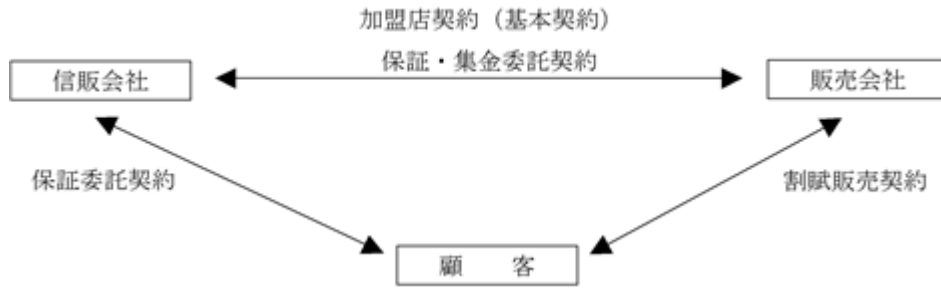 加盟店契約（基本契約）
保証・集金委託契約
信販会社
販売会社
保証委託契約
割賦販売契約
顧　　客